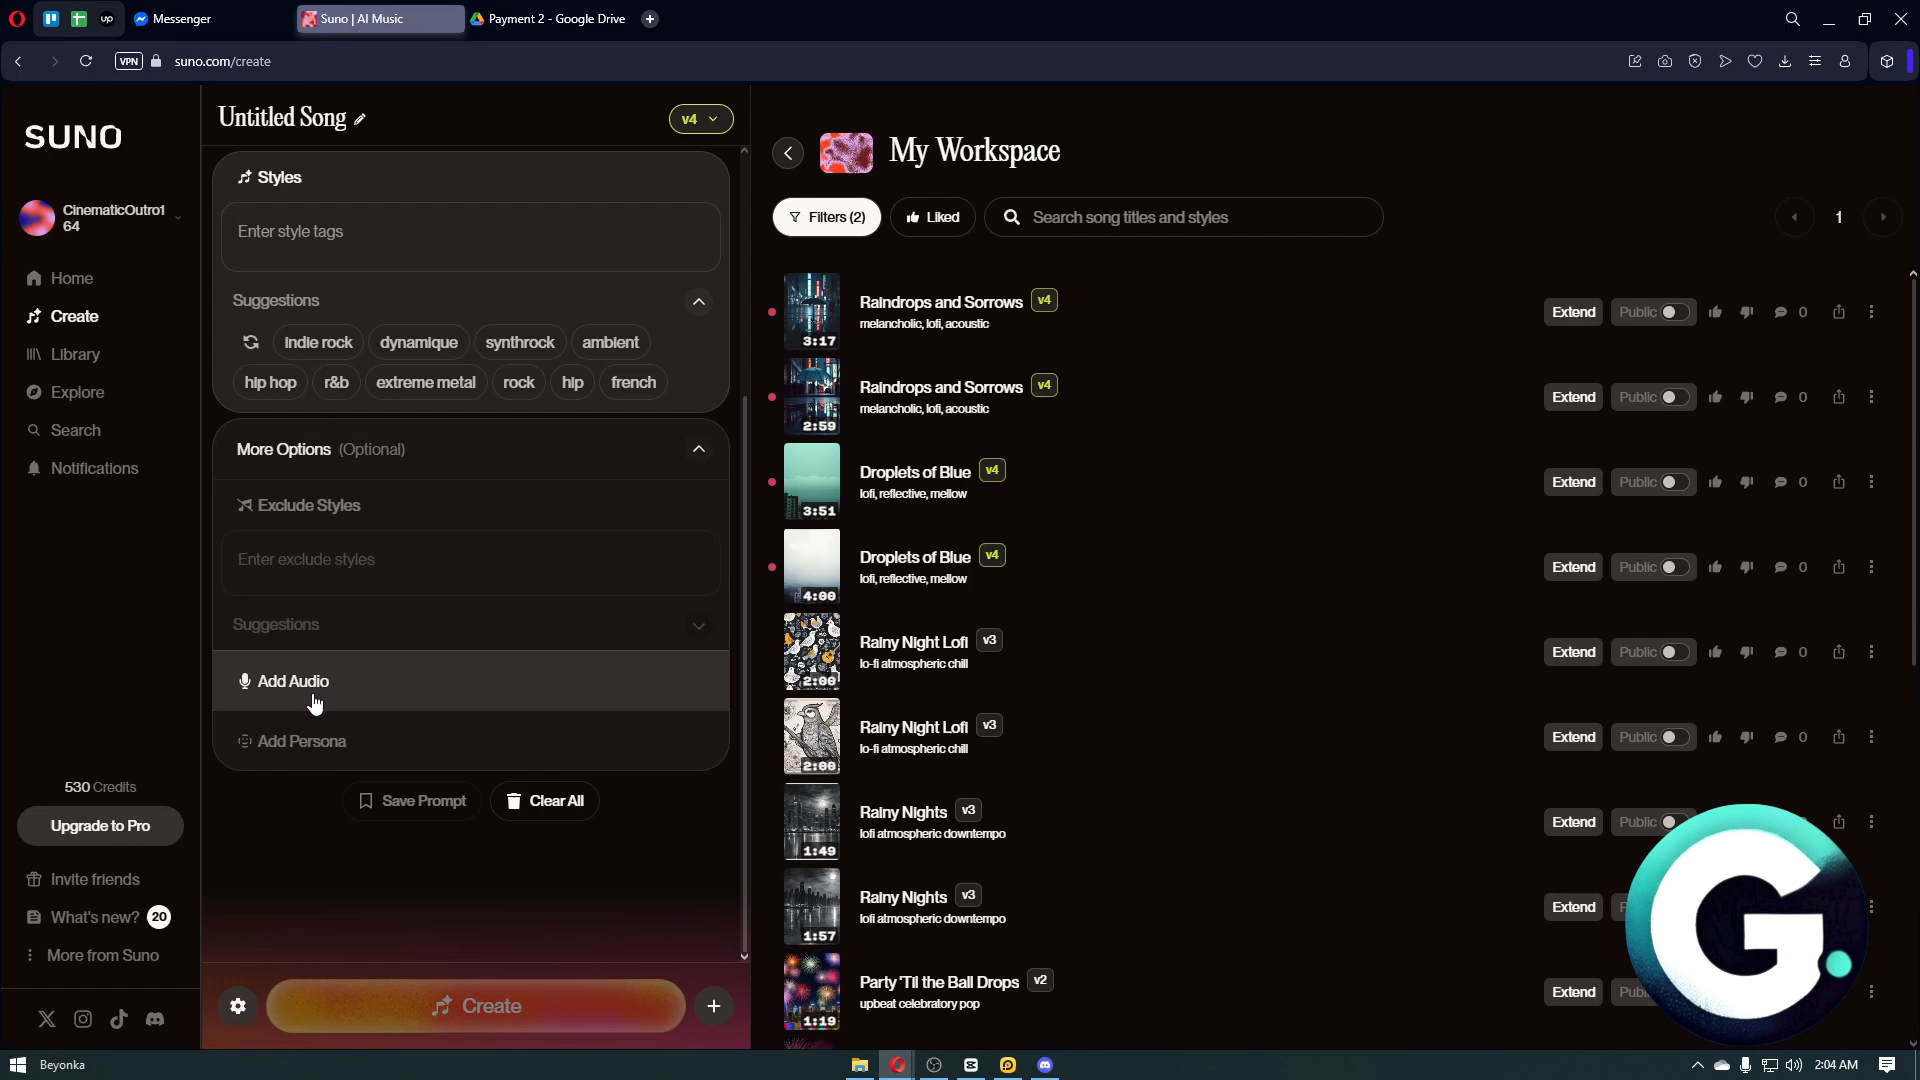 Messenger
Suno | AI Music
Payment 2 - Google Drive
up
VPN
suno.com/create
SUNO
CinematicOutro1
64
Home
Create
Library
Explore
Search
Notifications
530 Credits
Upgrade to Pro
Invite friends
What's new? 20
More from Suno
Untitled Song
v4
Styles
Enter style tags
Suggestions
indie rock dynamique synthrock ambient
hip hop r&b extreme metal rock hip french
More Options (Optional)
Exclude Styles
Enter exclude styles
Suggestions
Add Audio
Add Persona
Save Prompt Clear All
Create
My Workspace
Filters (2) Liked Search song titles and styles 1
Raindrops and Sorrows v4
melancholic, lofi, acoustic
3:17
Extend Public 0
Raindrops and Sorrows v4
melancholic, lofi, acoustic
2:59
Extend Public 0
Droplets of Blue v4
lofi, reflective, mellow
3:51
Extend Public 0
Droplets of Blue v4
lofi, reflective, mellow
4:00
Extend Public 0
Rainy Night Lofi v3
lo-fi atmospheric chill
2:00
Extend Public 0
Rainy Night Lofi v3
lo-fi atmospheric chill
2:00
Extend Public 0
Rainy Nights v3
lofi atmospheric downtempo
1:49
Extend Public
Rainy Nights v3
lofi atmospheric downtempo
1:57
Extend
Party 'Til the Ball Drops v2
upbeat celebratory pop
1:19
Extend
G.
Beyonka
2:04 AM